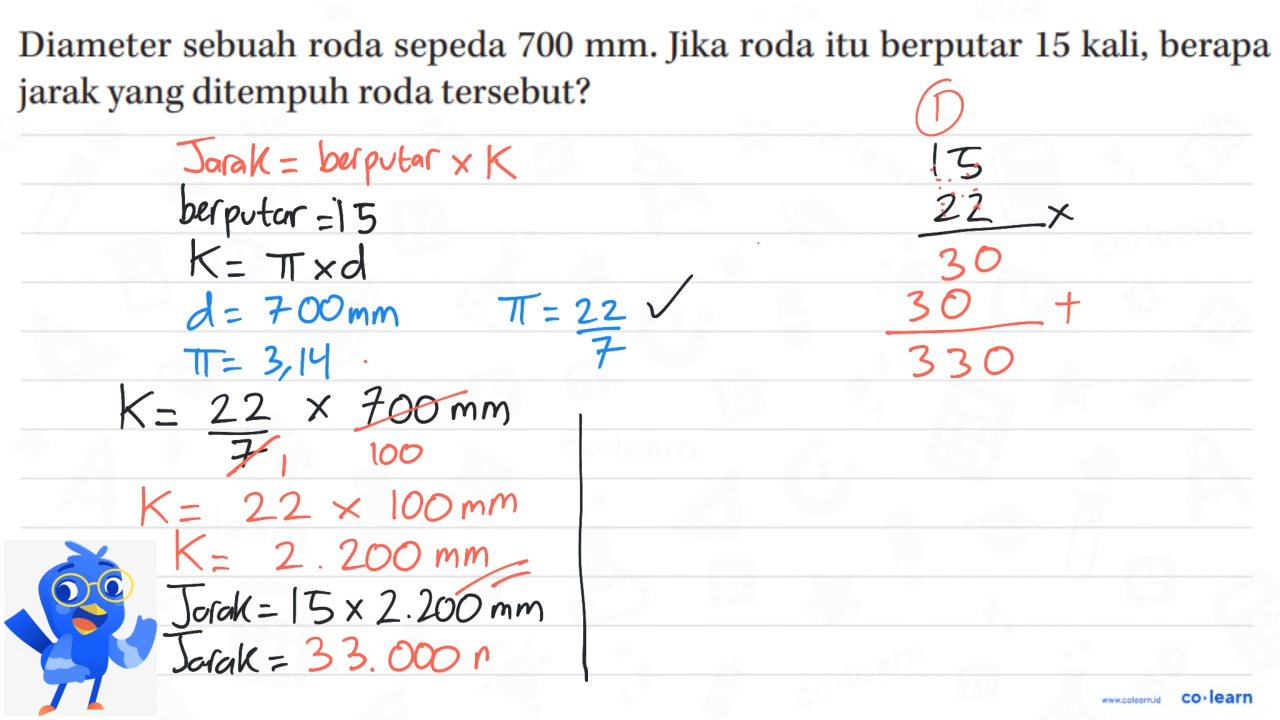 Diameter sebuah roda sepeda 700 mm. Jika roda itu berputar 15 kali, berapa
jarak yang ditempuh roda tersebut?
Jarak = berputar x K
berputar = 15
K = π x d
d = 700 mm
π = 22/7 ✓
π = 3,14
K = 22/7 x 700 mm
1
100
K = 22 x 100 mm
K = 2.200 mm
Jarak = 15 x 2.200 mm
Jarak = 33.000 m
1
15
22 x
30
30 +
330
www.colearn.id
co·learn